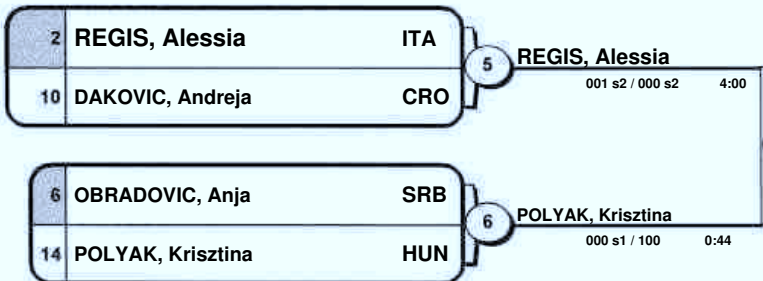 2 REGIS, Alessia ITA
10 DAKOVIC, Andreja CRO
5 REGIS, Alessia
001 s2 / 000 s2 4:00
6 OBRADOVIC, Anja SRB
14 POLYAK, Krisztina HUN
6 POLYAK, Krisztina
000 s1 / 100 0:44